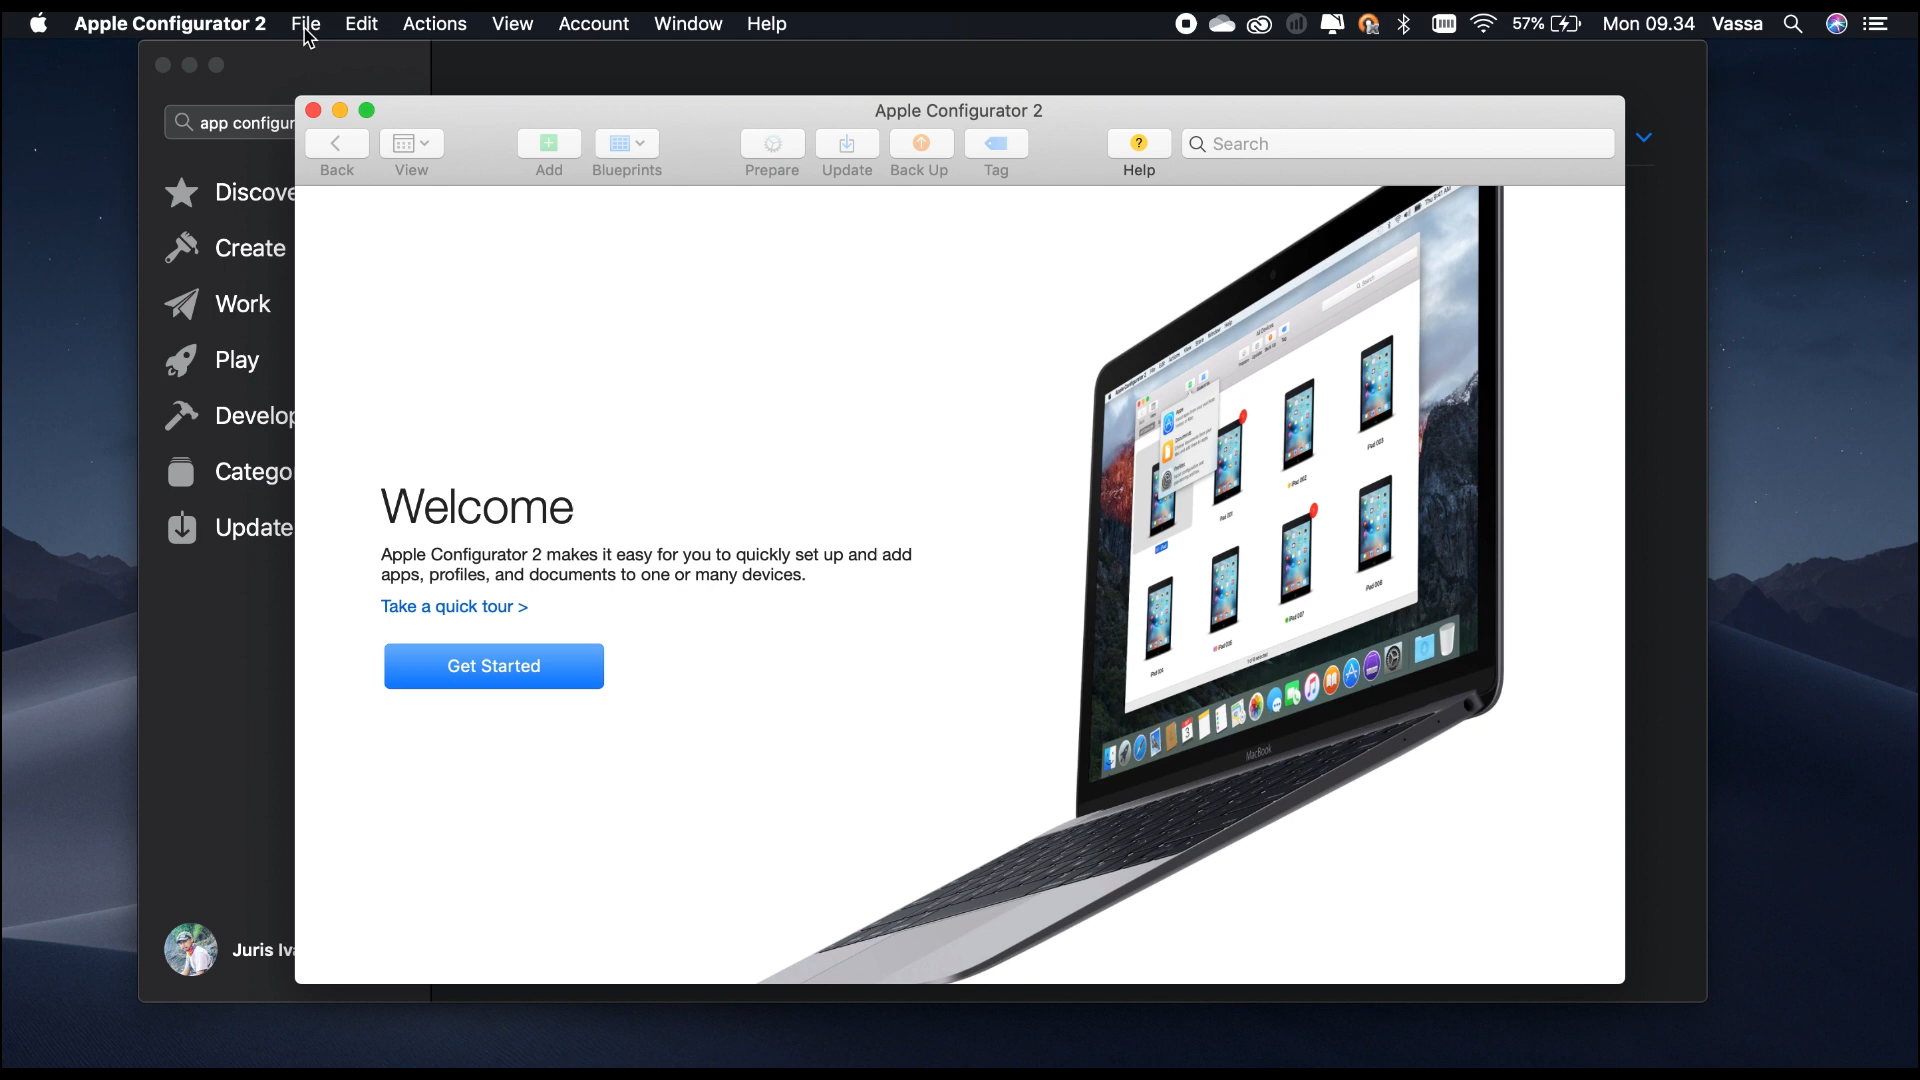 Apple Configurator 2 File Edit Actions View Account Window Help 57% Mon 09.34 Vassa
app configur
Apple Configurator 2
Search
Back View Add Blueprints Prepare Update Back Up Tag Help
Discove
Create
Work
Play
Develop
Catego
Update
Welcome
Apple Configurator 2 makes it easy for you to quickly set up and add
apps, profiles, and documents to one or many devices.
Take a quick tour >
Get Started
MacBook
Juris Iva